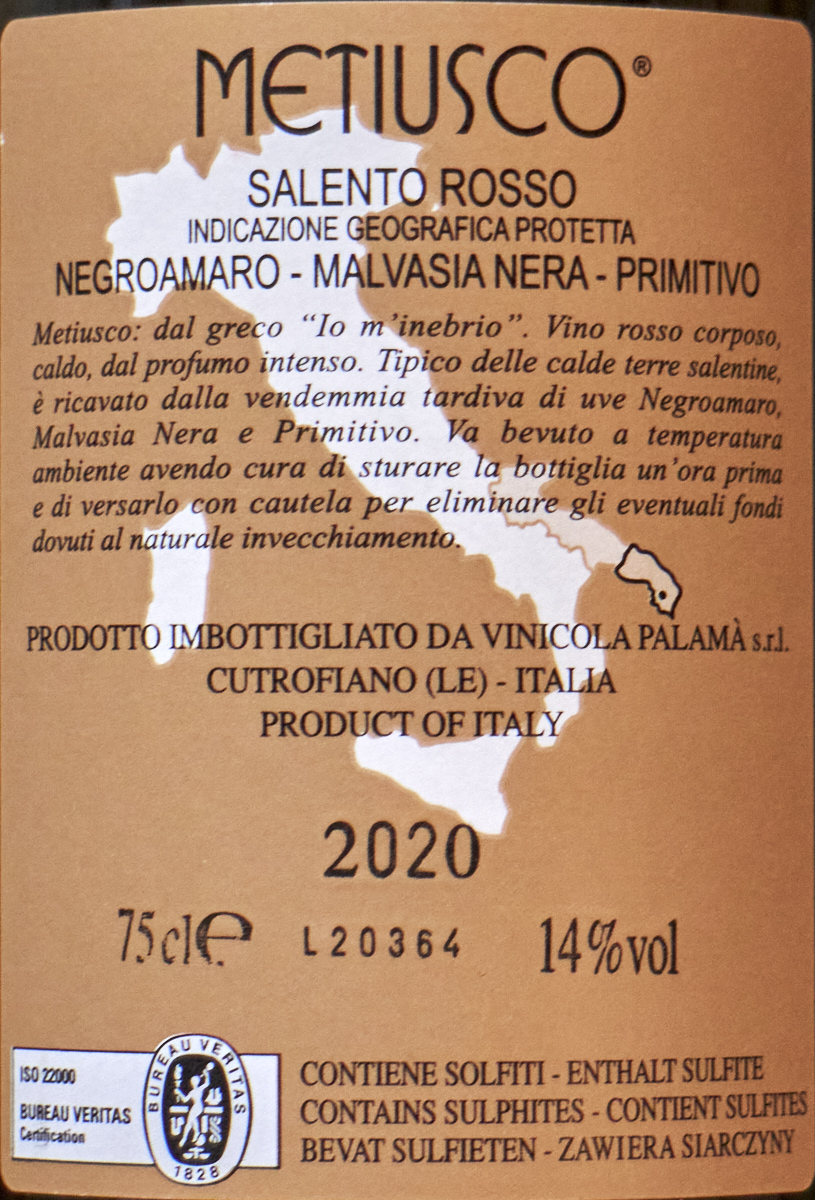 METIUSCO®
SALENTO ROSSO
INDICAZIONE GEOGRAFICA PROTETTA
NEGROAMARO - MALVASIA NERA - PRIMITIVO
Metiusco: dal greco “Io m’inebrio”. Vino rosso corposo,
caldo, dal profumo intenso. Tipico delle calde terre salentine,
è ricavato dalla vendemmia tardiva di uve Negroamaro,
Malvasia Nera e Primitivo. Va bevuto a temperatura
ambiente avendo cura di sturare la bottiglia un’ora prima
e di versarlo con cautela per eliminare gli eventuali fondi
dovuti al naturale invecchiamento.
PRODOTTO IMBOTTIGLIATO DA VINICOLA PALAMÀ s.r.l.
CUTROFIANO (LE) - ITALIA
PRODUCT OF ITALY
2020
75 cl e L20364 14% vol
ISO 22000
BUREAU VERITAS
Certification
BUREAU VERITAS
1828
CONTIENE SOLFITI - ENTHALT SULFITE
CONTAINS SULPHITES - CONTIENT SULFITES
BEVAT SULFIETEN - ZAWIERA SIARCZYNY